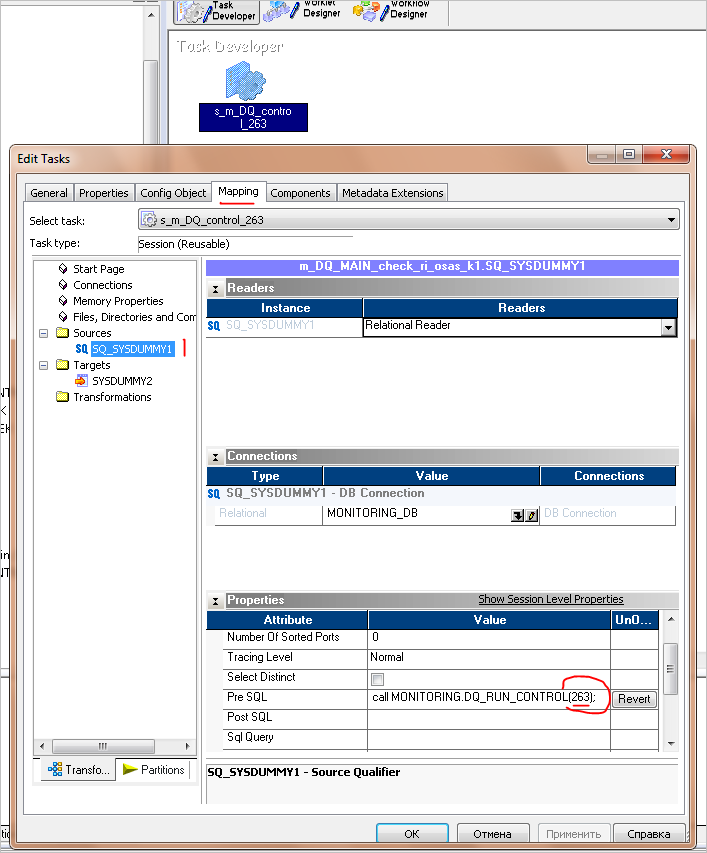 Task
Developer
Worklet
Designer
Workflow
Designer
Task Developer
s_m_DQ_contro
l_263
Edit Tasks
General
Properties
Config Object
Mapping
Components
Metadata Extensions
Select task:
s_m_DQ_control_263
Task type:
Session (Reusable)
Start Page
Connections
Memory Properties
Files, Directories and Com
Sources
SQ SQ_SYSDUMMY1
Targets
SYSDUMMY2
Transformations
Transfo...
Partitions
m_DQ_MAIN_check_ri_osas_k1.SQ_SYSDUMMY1
Readers
Instance Readers
SQ SQ_SYSDUMMY1 Relational Reader
Connections
Type Value Connections
SQ SQ_SYSDUMMY1 - DB Connection
Relational MONITORING_DB DB Connection
Properties Show Session Level Properties
Attribute Value UnO...
Number Of Sorted Ports 0
Tracing Level Normal
Select Distinct
Pre SQL call MONITORING.DQ_RUN_CONTROL(263); Revert
Post SQL
Sql Query
SQ_SYSDUMMY1 - Source Qualifier
OK
Отмена
Применить
Справка